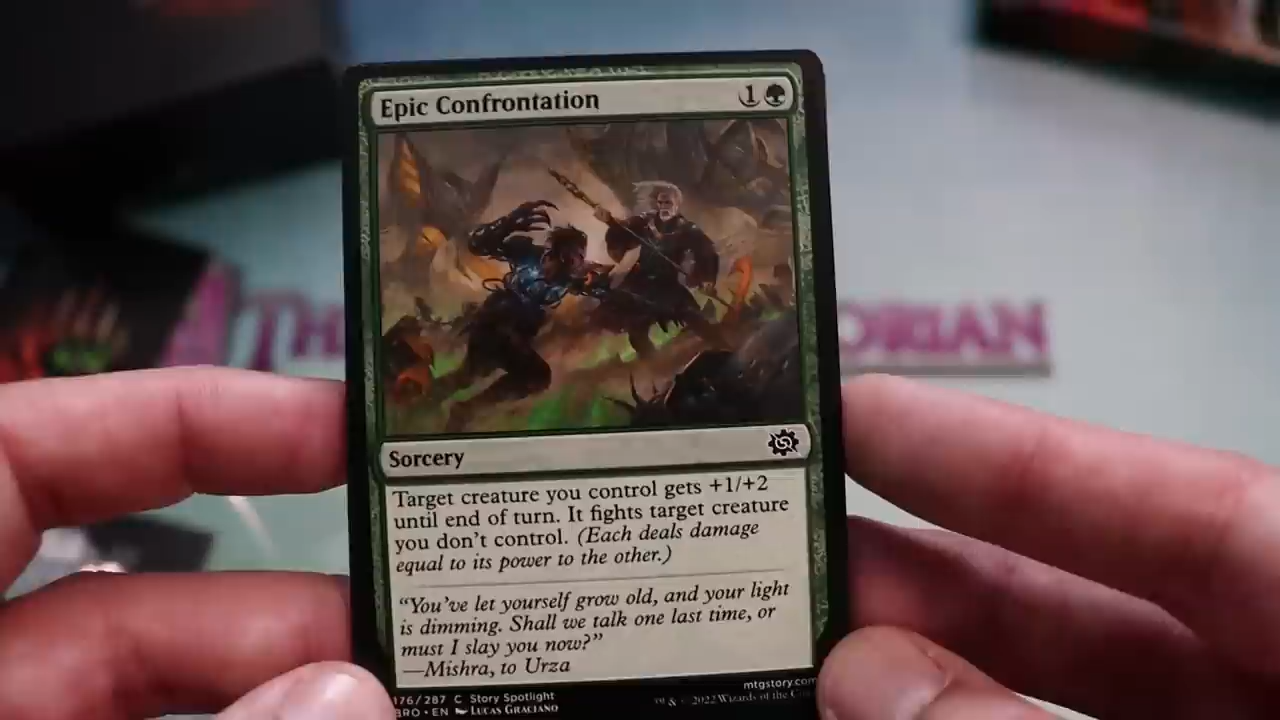 Epic Confrontation 1
Sorcery
Target creature you control gets +1/+2
until end of turn. It fights target creature
you don't control. (Each deals damage
equal to its power to the other.)
"You've let yourself grow old, and your light
is dimming. Shall we talk one last time, or
must I slay you now?"
—Mishra, to Urza
176/287 C Story Spotlight
BRO • EN Lucas Graciano
mtgstory.com
™ & © 2022 Wizards of the